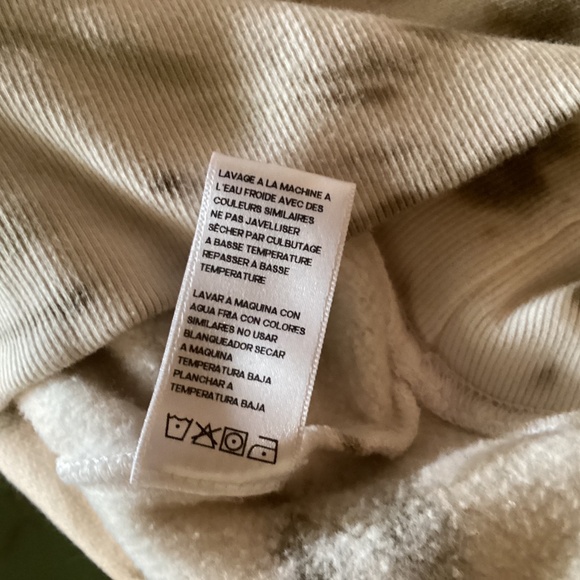 LAVAGE A LA MACHINE A
L'EAU FROIDE AVEC DES
COULEURS SIMILAIRES
NE PAS JAVELLISER
SÉCHER PAR CULBUTAGE
A BASSE TEMPERATURE
REPASSER A BASSE
TEMPERATURE
LAVAR A MAQUINA CON
AGUA FRIA CON COLORES
SIMILARES NO USAR
BLANQUEADOR SECAR
A MAQUINA
TEMPERATURA BAJA
PLANCHAR A
TEMPERATURA BAJA